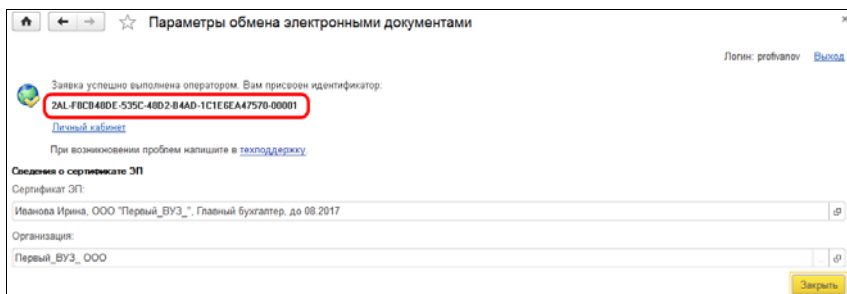 Параметры обмена электронными документами
Логин: profivanov Выход
Заявка успешно выполнена оператором. Вам присвоен идентификатор:
2AL-F8CB48DE-535C-48D2-B4AD-1C1E6EA47570-00001
Личный кабинет
При возникновении проблем напишите в техподдержку.
Сведения о сертификате ЭП
Сертификат ЭП:
Иванова Ирина, ООО "Первый_ВУЗ_", Главный бухгалтер, до 08.2017
Организация:
Первый_ВУЗ_ ООО
Закрыть